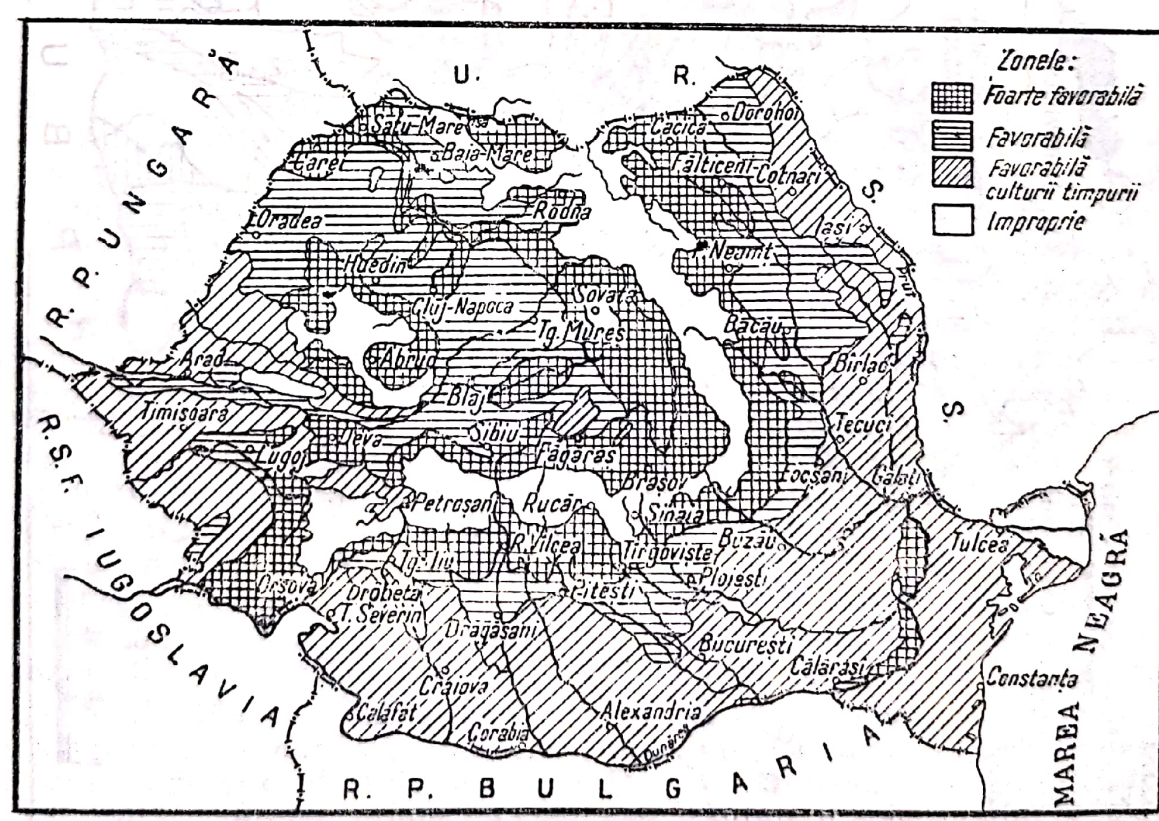 Zonele:
Foarte favorabilă
Favorabilă
Favorabilă
culturii timpurii
Improprie
R. P. UNGARĂ
U. R. S. S.
R.S.F. IUGOSLAVIA
R. P. BULGARIA
MAREA NEAGRĂ
Satu-Mare
Baia-Mare
Carei
Oradea
Rodna
Cacica
Dorohoi
Fălticeni
Cotnari
Iași
Prut
Huedin
Cluj-Napoca
Sovata
Tg. Mureș
Neamț
Bacău
Arad
Abrud
Blaj
Bîrlad
Timișoara
Deva
Sibiu
Făgăraș
Tecuci
Lugoj
Brașov
Focșani
Galați
Petroșani
Rucăr
Sinaia
Tulcea
Tg-Jiu
R. Vîlcea
Tîrgoviște
Buzău
Orșova
Drobeta
T. Severin
Pitești
Ploiești
Drăgășani
București
Călărași
Craiova
Constanța
Calafat
Alexandria
Corabia
Dunărea